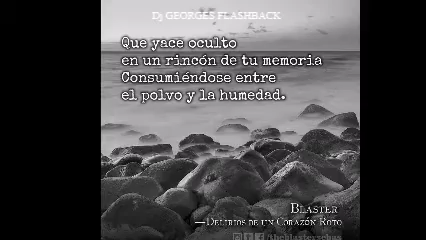 Dj GEORGES FLASHBACK
Que yace oculto
en un rincón de tu memoria
Consumiéndose entre
el polvo y la humedad.
Blaster
—Delirios de un Corazón Roto
/theblastersebas